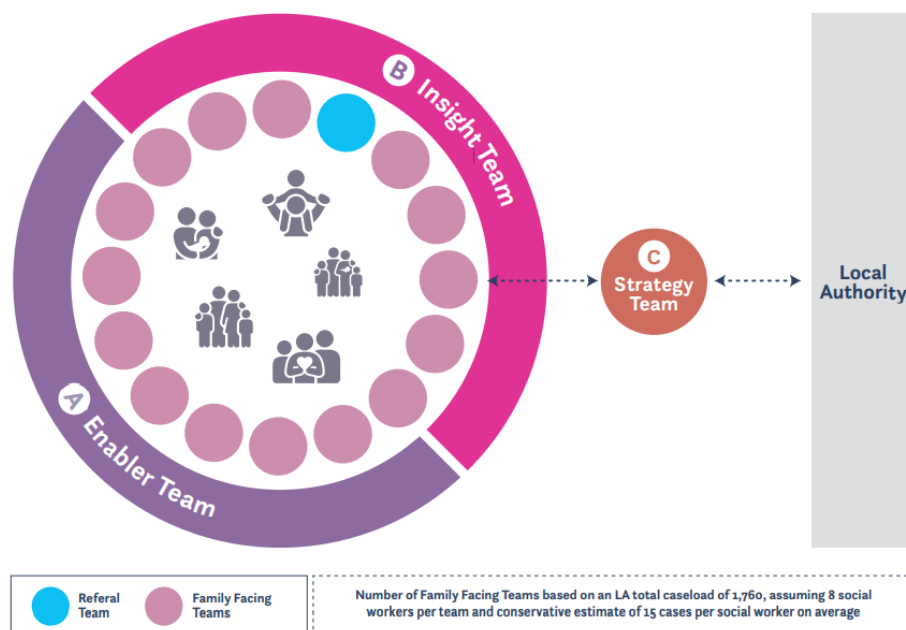 B Insight Team
A Enabler Team
C
Strategy
Team
Local
Authority
Referal
Team
Family Facing
Teams
Number of Family Facing Teams based on an LA total caseload of 1,760, assuming 8 social
workers per team and conservative estimate of 15 cases per social worker on average